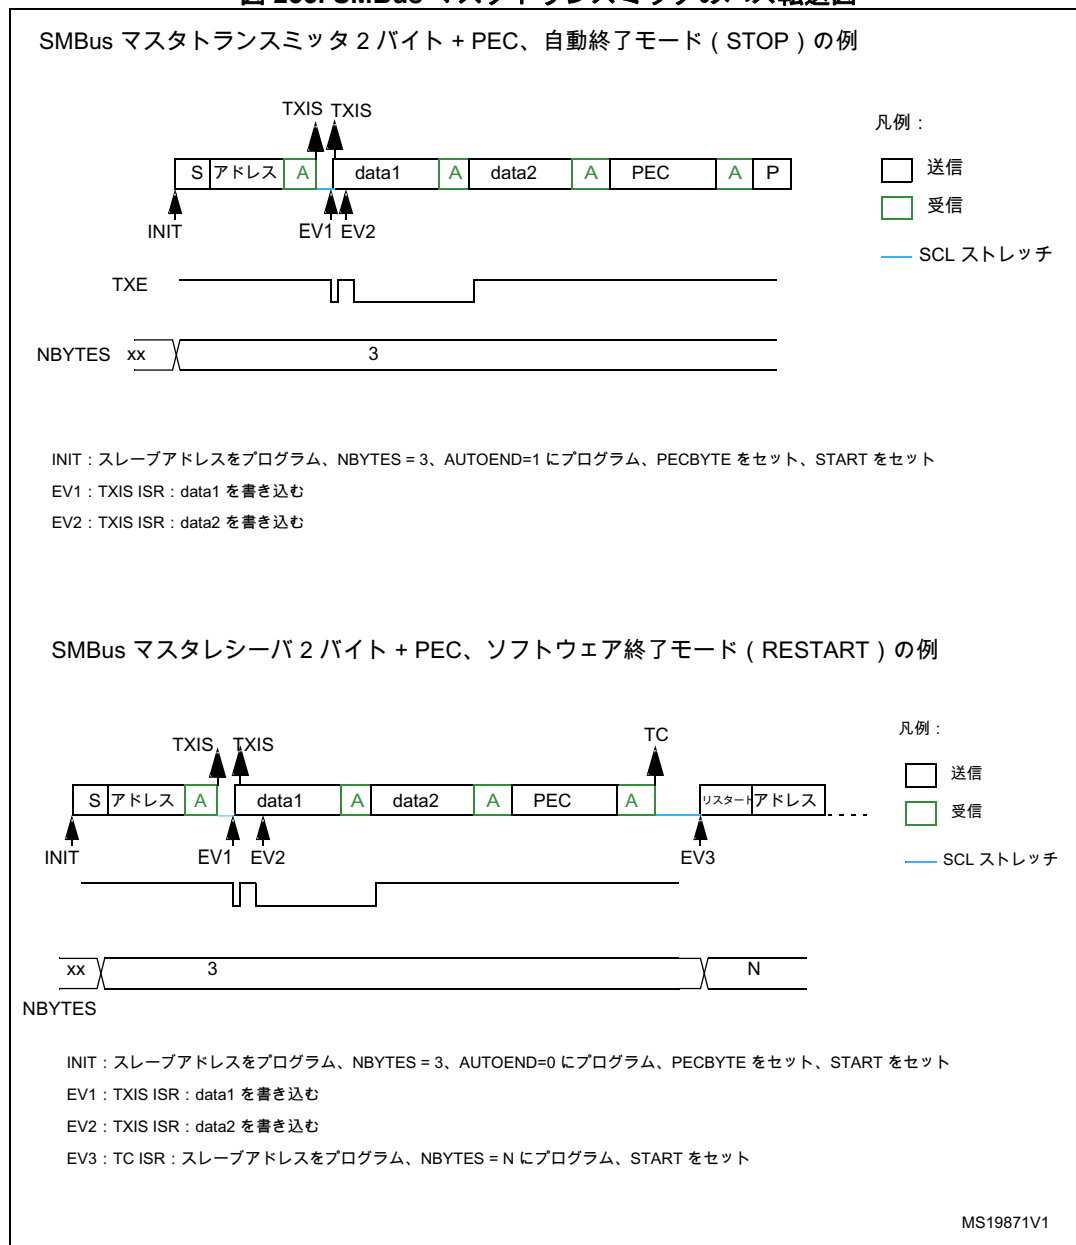 SMBus マスタトランスミッタ 2 バイト + PEC、自動終了モード ( STOP ) の例
TXIS TXIS
凡例 :
S アドレス A data1 A data2 A PEC A P
送信
受信
INIT EV1 EV2
SCL ストレッチ
TXE
NBYTES xx 3
INIT : スレーブアドレスをプログラム、NBYTES = 3、AUTOEND=1 にプログラム、PECBYTE をセット、START をセット
EV1 : TXIS ISR : data1 を書き込む
EV2 : TXIS ISR : data2 を書き込む
SMBus マスタレシーバ 2 バイト + PEC、ソフトウェア終了モード ( RESTART ) の例
TXIS TXIS TC
凡例 :
S アドレス A data1 A data2 A PEC A リスタート アドレス
送信
受信
INIT EV1 EV2 EV3
SCL ストレッチ
xx 3 N
NBYTES
INIT : スレーブアドレスをプログラム、NBYTES = 3、AUTOEND=0 にプログラム、PECBYTE をセット、START をセット
EV1 : TXIS ISR : data1 を書き込む
EV2 : TXIS ISR : data2 を書き込む
EV3 : TC ISR : スレーブアドレスをプログラム、NBYTES = N にプログラム、START をセット
MS19871V1